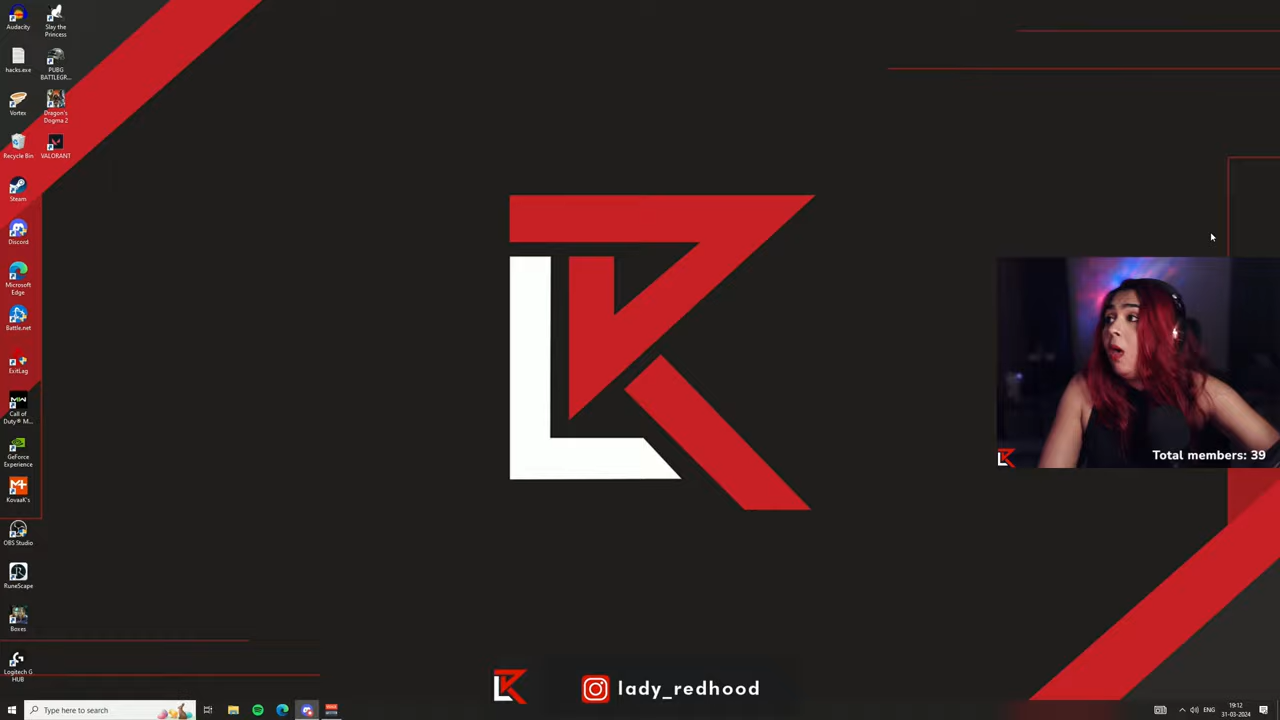 Audacity
Slay the
Princess
hacks.exe
PUBG
BATTLEGR...
Vortex
Dragon's
Dogma 2
Recycle Bin
VALORANT
Steam
Discord
Microsoft
Edge
Battle.net
ExitLag
MW
Call of
Duty® M...
GeForce
Experience
KovaaK's
OBS Studio
RuneScape
Boxes
Logitech G
HUB
Total members: 39
lady_redhood
Type here to search
ENG
19:12
31-03-2024